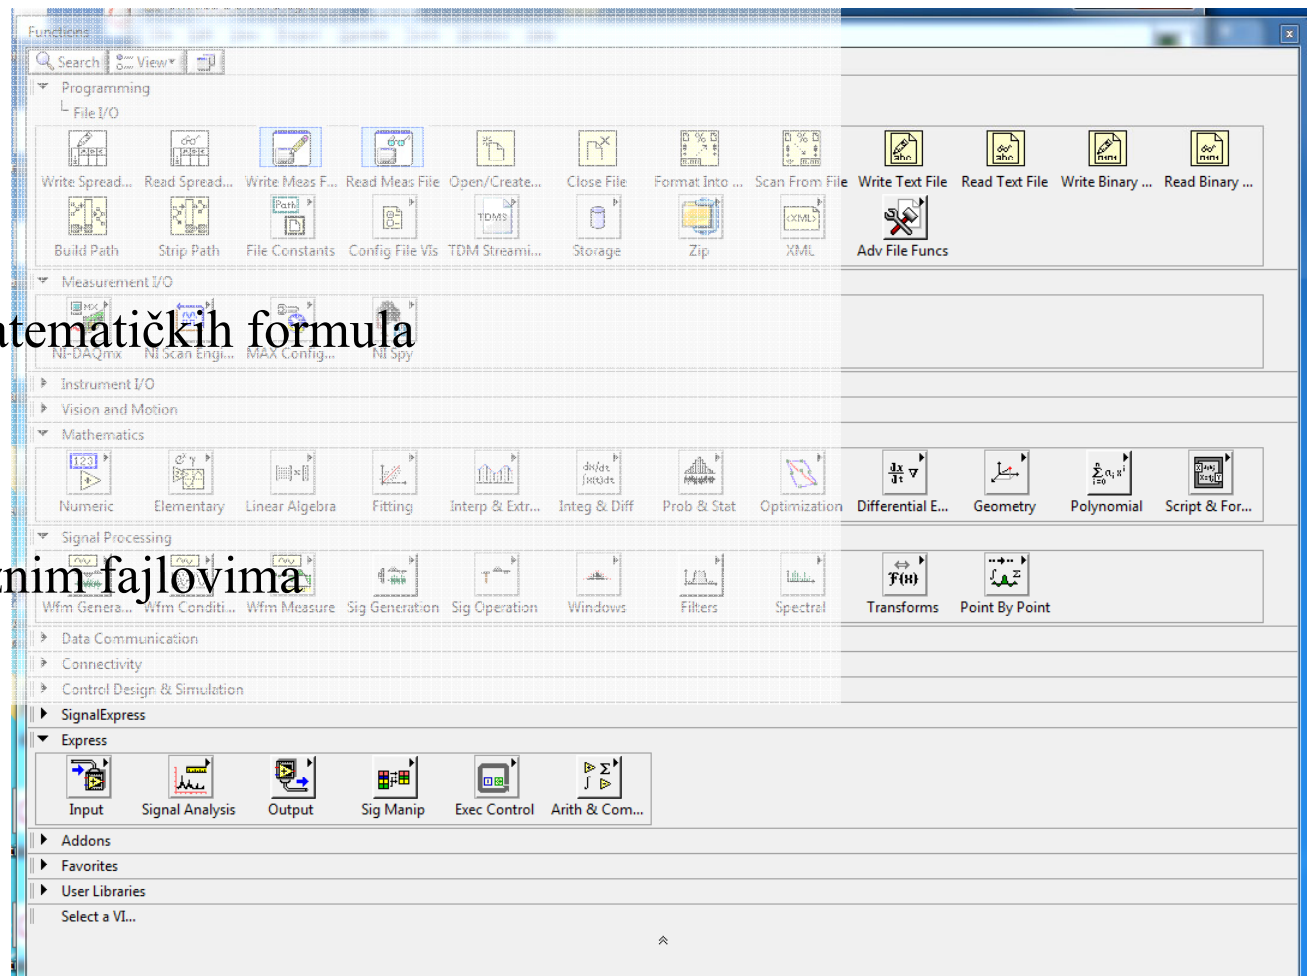 Functions
Search View
Programming
File I/O
Write Spread... Read Spread... Write Meas F... Read Meas File Open/Create... Close File Format Into ... Scan From File Write Text File Read Text File Write Binary ... Read Binary ...
Build Path Strip Path File Constants Config File VIs TDM Streami... Storage Zip XML Adv File Funcs
Measurement I/O
atematičkih formula
NI-DAQmx NI Scan Engi... MAX Config... NI Spy
Instrument I/O
Vision and Motion
Mathematics
Numeric Elementary Linear Algebra Fitting Interp & Extr... Integ & Diff Prob & Stat Optimization Differential E... Geometry Polynomial Script & For...
Signal Processing
znim fajlovima
Wfm Genera... Wfm Conditi... Wfm Measure Sig Generation Sig Operation Windows Filters Spectral Transforms Point By Point
Data Communication
Connectivity
Control Design & Simulation
SignalExpress
Express
Input Signal Analysis Output Sig Manip Exec Control Arith & Com...
Addons
Favorites
User Libraries
Select a VI...